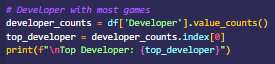 # Developer with most games
developer_counts = df['Developer'].value_counts()
top_developer = developer_counts.index[0]
print(f"\nTop Developer: {top_developer}")